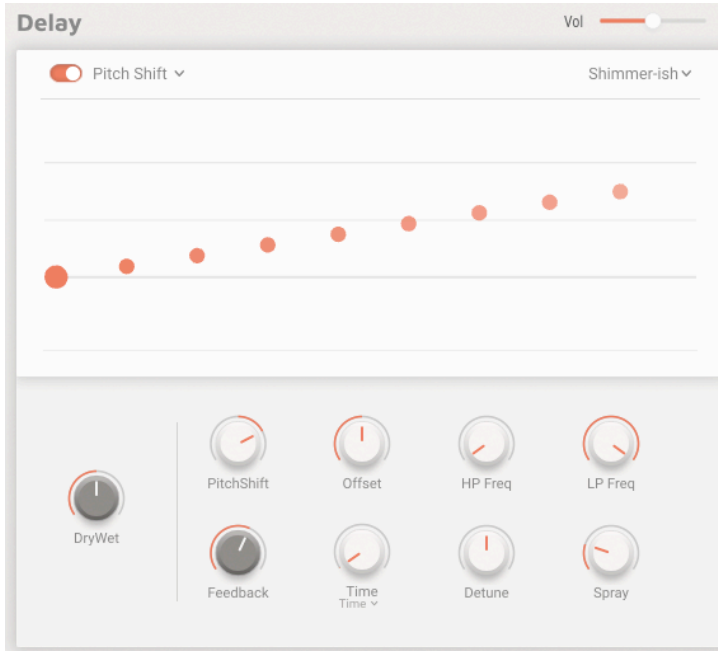 Delay
Vol
Pitch Shift
Shimmer-ish
PitchShift
Offset
HP Freq
LP Freq
DryWet
Feedback
Time
Time
Detune
Spray